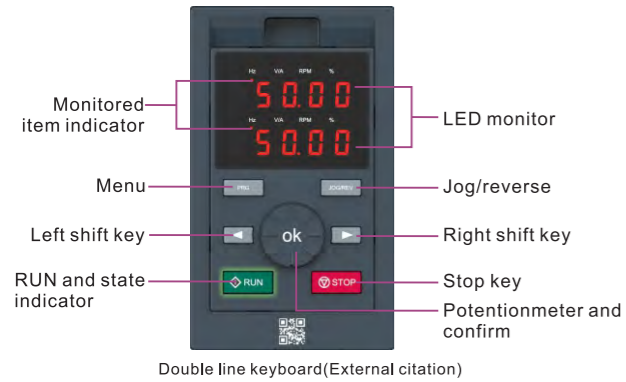 Hz V/A RPM %
50.00
Hz V/A RPM %
50.00
Monitored
item indicator
LED monitor
Menu
PRG
JOG/REV
Jog/reverse
Left shift key
ok
Right shift key
RUN and state
indicator
RUN
STOP
Stop key
Potentionmeter and
confirm
Double line keyboard(External citation)